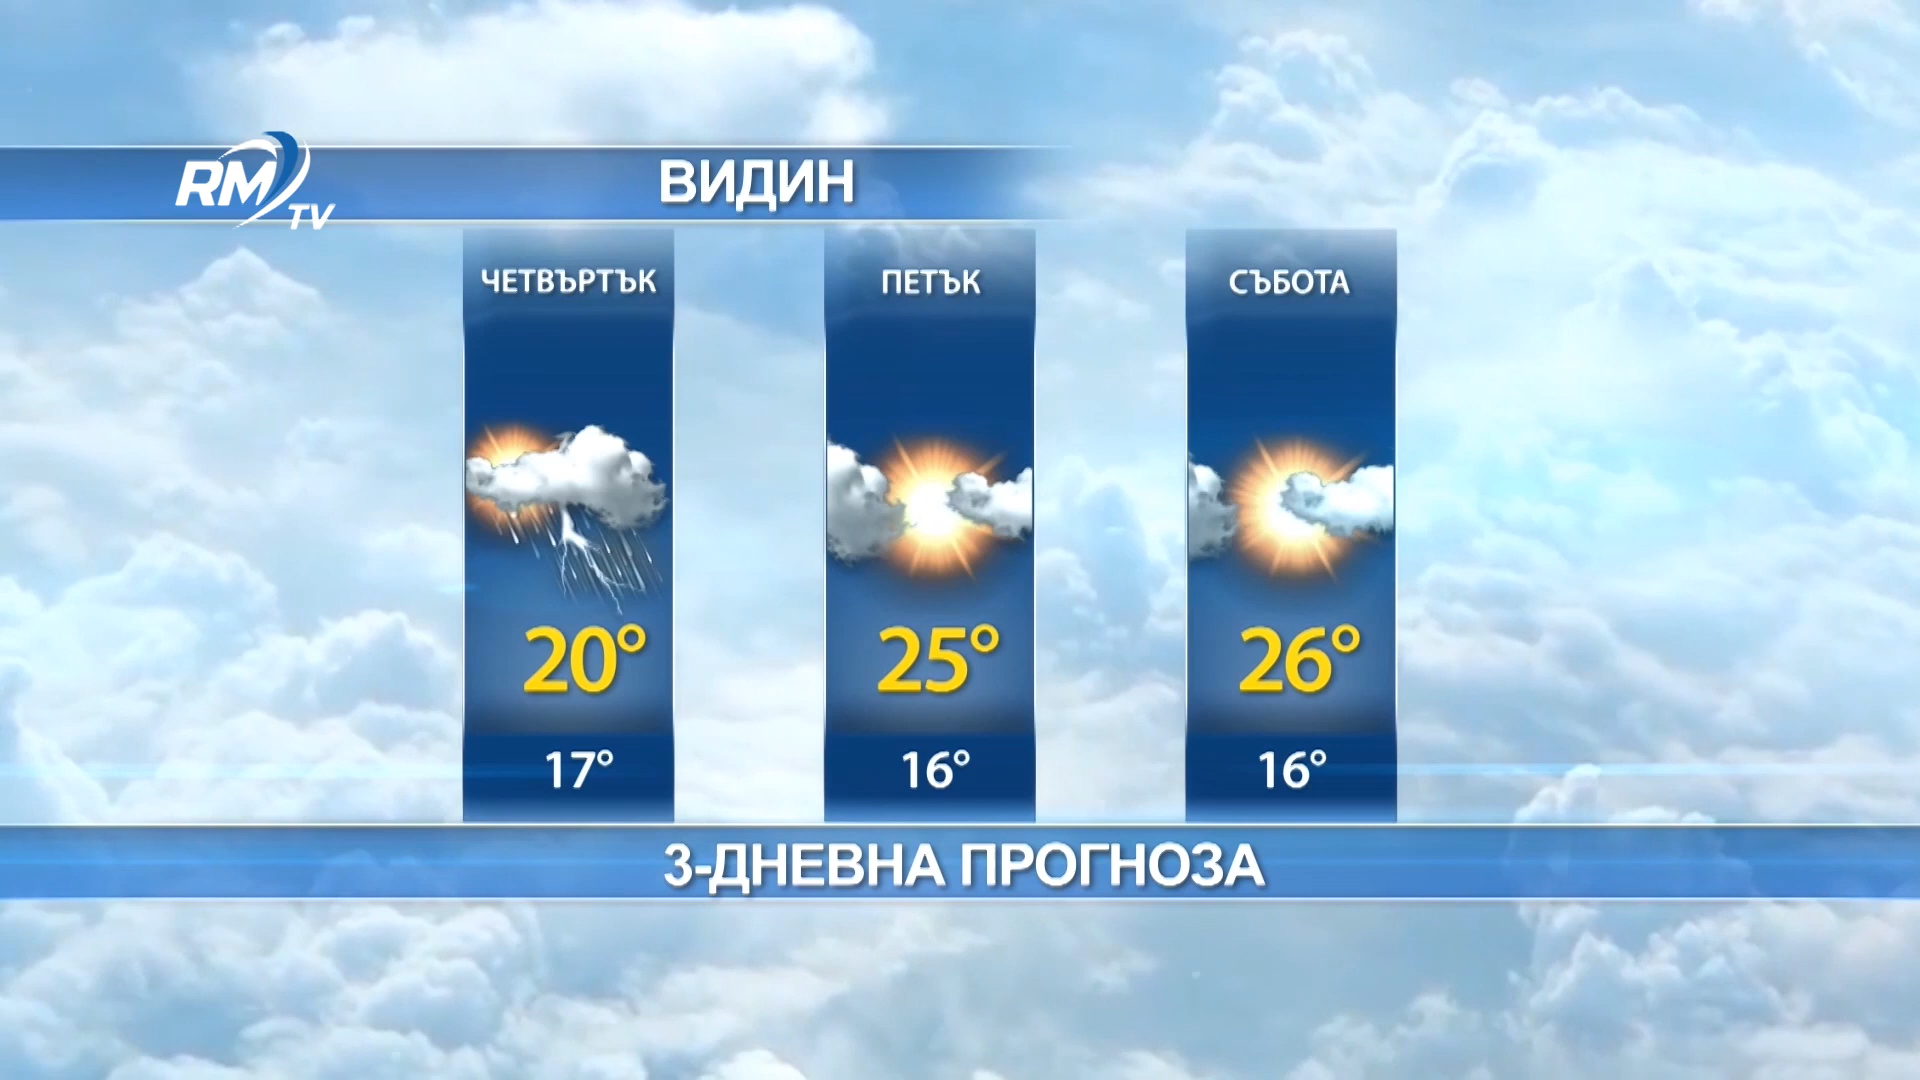 RM TV
ВИДИН
ЧЕТВЪРТЪК
ПЕТЪК
СЪБОТА
20° 25° 26°
17° 16° 16°
3-ДНЕВНА ПРОГНОЗА